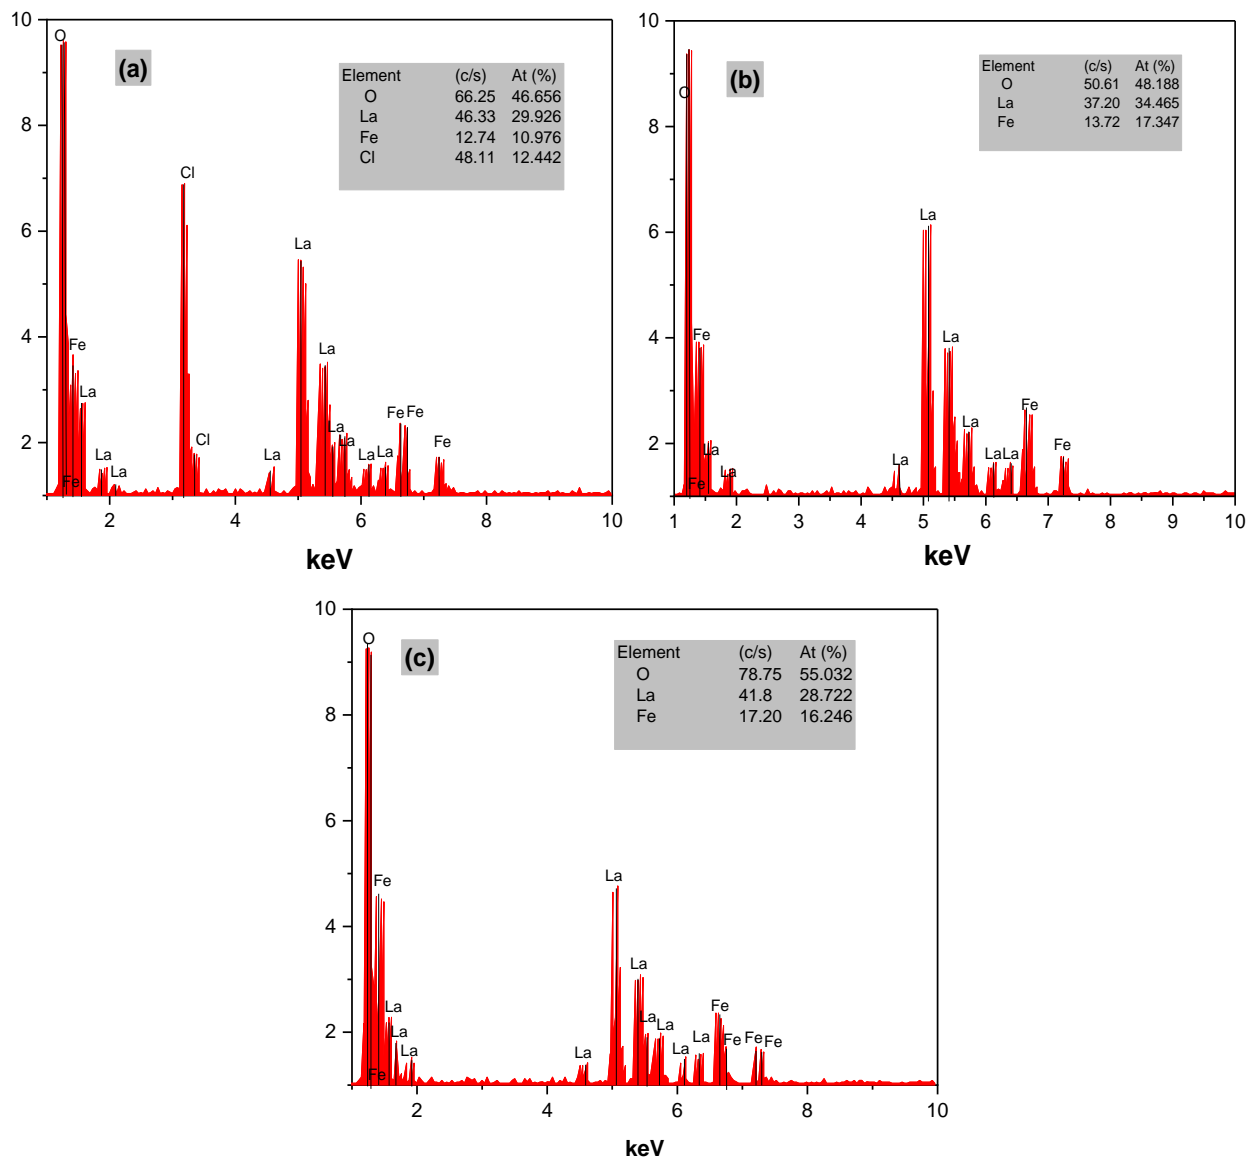 (a)
Element (c/s) At (%)
O 66.25 46.656
La 46.33 29.926
Fe 12.74 10.976
Cl 48.11 12.442
10
8
6
4
2
O
Fe
La
Fe
La
La
Cl
Cl
La
La
La
La
La
La
La
Fe
Fe
Fe
2 4 6 8 10
keV
(b)
Element (c/s) At (%)
O 50.61 48.188
La 37.20 34.465
Fe 13.72 17.347
10
8
6
4
2
O
Fe
La
Fe
La
La
La
La
La
La
La
Fe
Fe
1 2 3 4 5 6 7 8 9 10
keV
(c)
Element (c/s) At (%)
O 78.75 55.032
La 41.8 28.722
Fe 17.20 16.246
10
8
6
4
2
O
Fe
La
La
La
Fe
La
La
La
La
La
La
La
Fe
Fe
Fe
Fe
2 4 6 8 10
keV